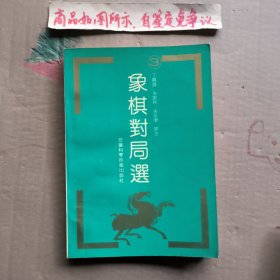 商品如图所示,自鉴定免争议
③
象棋對局選
安徽科學技術出版社